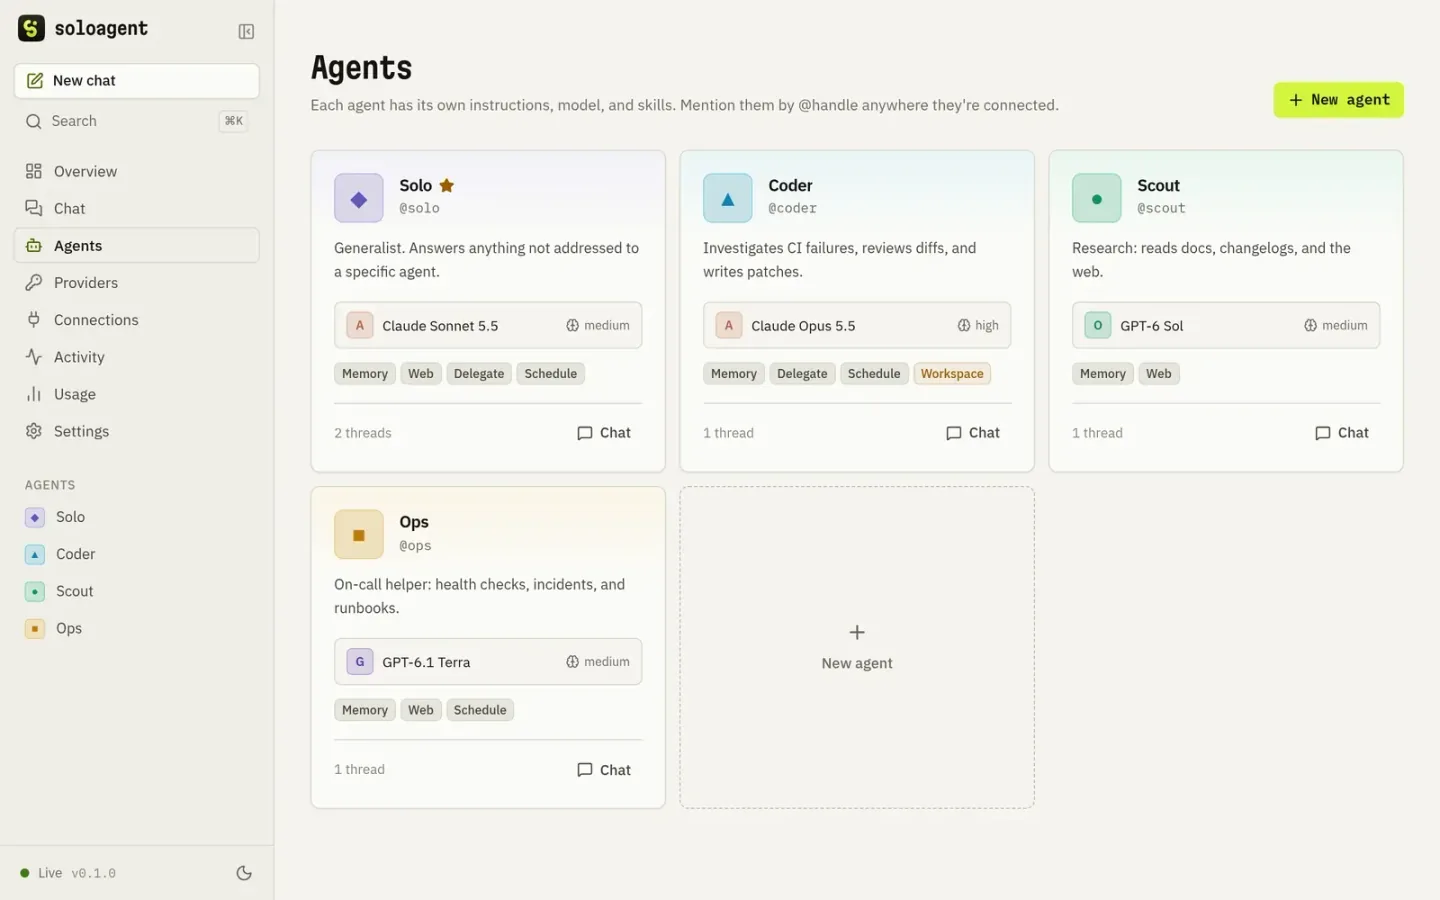 soloagent
New chat
Search
⌘K
Overview
Chat
Agents
Providers
Connections
Activity
Usage
Settings
AGENTS
Solo
Coder
Scout
Ops
Live v0.1.0
Agents
Each agent has its own instructions, model, and skills. Mention them by @handle anywhere they're connected.
+ New agent
Solo
@solo
Generalist. Answers anything not addressed to
a specific agent.
A Claude Sonnet 5.5 medium
Memory Web Delegate Schedule
2 threads Chat
Coder
@coder
Investigates CI failures, reviews diffs, and
writes patches.
A Claude Opus 5.5 high
Memory Delegate Schedule Workspace
1 thread Chat
Scout
@scout
Research: reads docs, changelogs, and the
web.
O GPT-6 Sol medium
Memory Web
1 thread Chat
Ops
@ops
On-call helper: health checks, incidents, and
runbooks.
G GPT-6.1 Terra medium
Memory Web Schedule
1 thread Chat
+
New agent